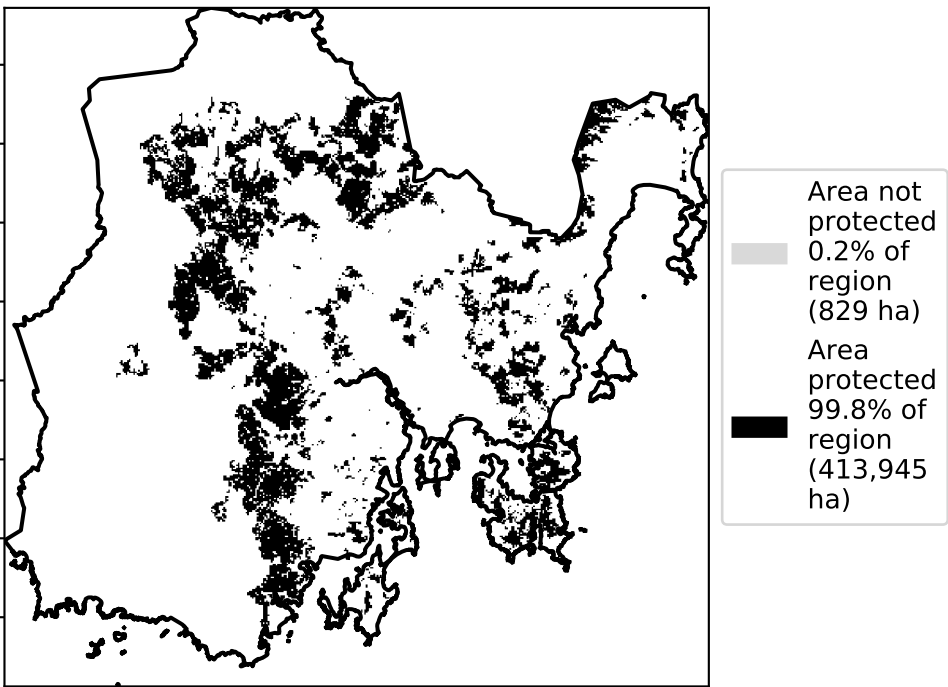 Area not
protected
0.2% of
region
(829 ha)
Area
protected
99.8% of
region
(413,945
ha)